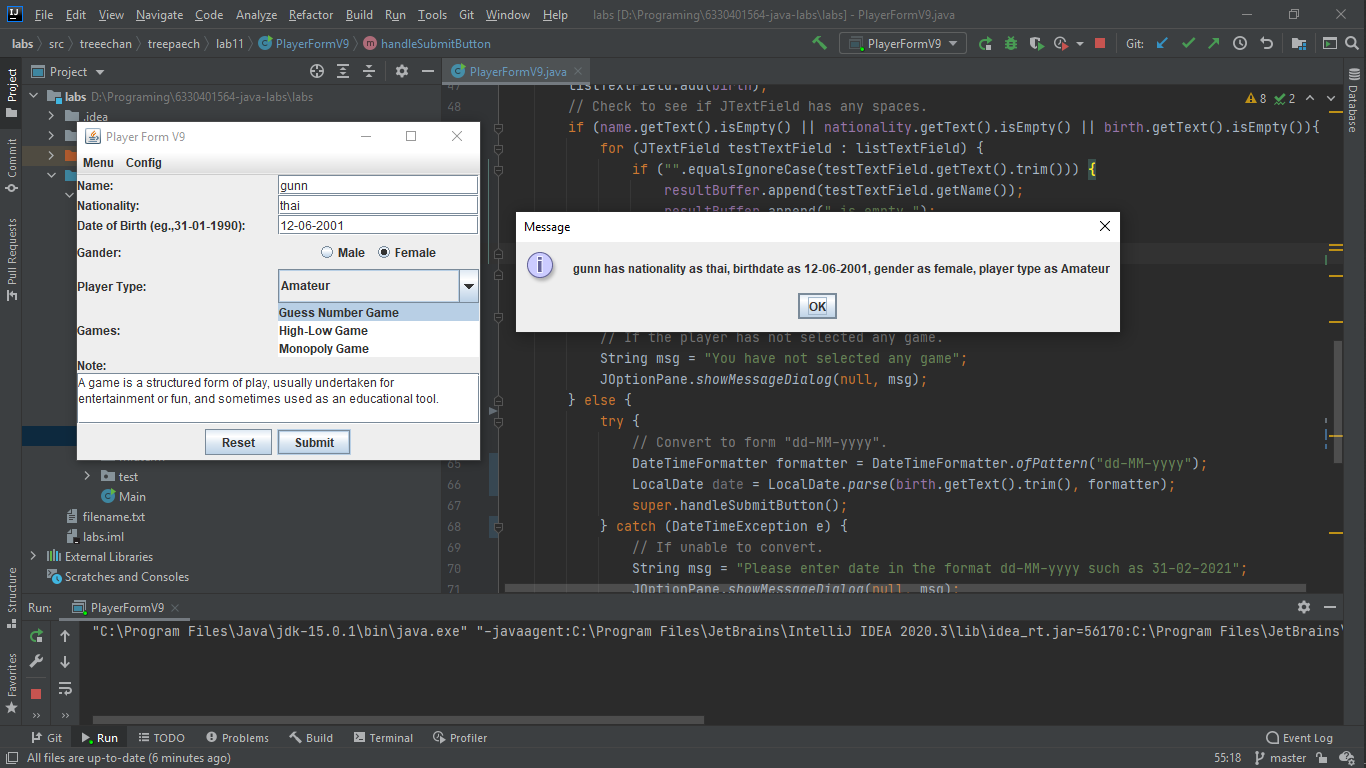 File Edit View Navigate Code Analyze Refactor Build Run Tools Git Window Help labs [D:\Programing\6330401564-java-labs\labs] - PlayerFormV9.java
labs src treeechan treepaech lab11 PlayerFormV9 handleSubmitButton
PlayerFormV9 Git:
Project
PlayerFormV9.java
labs D:\Programing\6330401564-java-labs\labs
.idea
Player Form V9
Menu Config
Name: gunn
Nationality: thai
Date of Birth (eg.,31-01-1990): 12-06-2001
Gander: Male Female
Player Type: Amateur
Games:
Guess Number Game
High-Low Game
Monopoly Game
Note:
A game is a structured form of play, usually undertaken for
entertainment or fun, and sometimes used as an educational tool.
Reset Submit
test
Main
filename.txt
labs.iml
External Libraries
Scratches and Consoles
8 2
47 listTextField.add(birth);
48 // Check to see if JTextField has any spaces.
if (name.getText().isEmpty() || nationality.getText().isEmpty() || birth.getText().isEmpty()){
for (JTextField testTextField : listTextField) {
if ("".equalsIgnoreCase(testTextField.getText().trim())) {
resultBuffer.append(testTextField.getName());
resultBuffer.append(" is empty.");
Message
gunn has nationality as thai, birthdate as 12-06-2001, gender as female, player type as Amateur
OK
// If the player has not selected any game.
String msg = "You have not selected any game";
JOptionPane.showMessageDialog(null, msg);
} else {
try {
// Convert to form "dd-MM-yyyy".
65 DateTimeFormatter formatter = DateTimeFormatter.ofPattern("dd-MM-yyyy");
66 LocalDate date = LocalDate.parse(birth.getText().trim(), formatter);
67 super.handleSubmitButton();
68 } catch (DateTimeException e) {
69 // If unable to convert.
70 String msg = "Please enter date in the format dd-MM-yyyy such as 31-02-2021";
71 JOptionPane.showMessageDialog(null, msg);
Project
Commit
Pull Requests
Structure
Favorites
Database
Run: PlayerFormV9
"C:\Program Files\Java\jdk-15.0.1\bin\java.exe" "-javaagent:C:\Program Files\JetBrains\IntelliJ IDEA 2020.3\lib\idea_rt.jar=56170:C:\Program Files\JetBrains\
Git Run TODO Problems Build Terminal Profiler Event Log
All files are up-to-date (6 minutes ago) 55:18 master